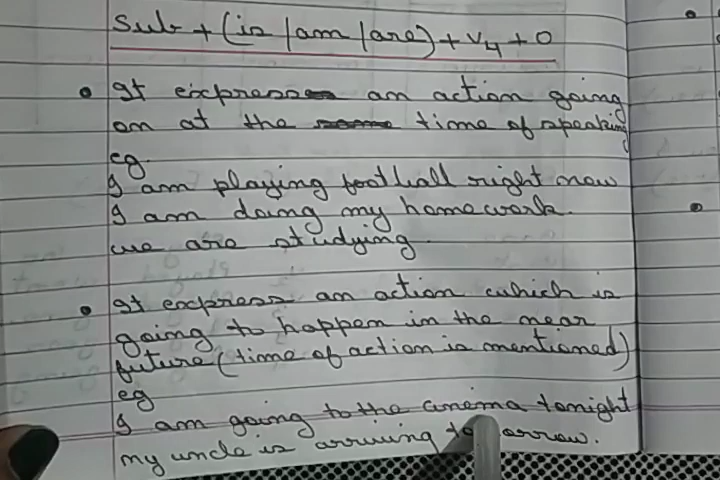 Sub + (is/am/are) + V4 + O
It express an action going
on at the time of speaking
eg.
I am playing football right now
I am doing my homework.
we are studying.
It express an action which is
going to happen in the near
future (time of action is mentioned)
eg
I am going to the cinema tonight
my uncle is arriving